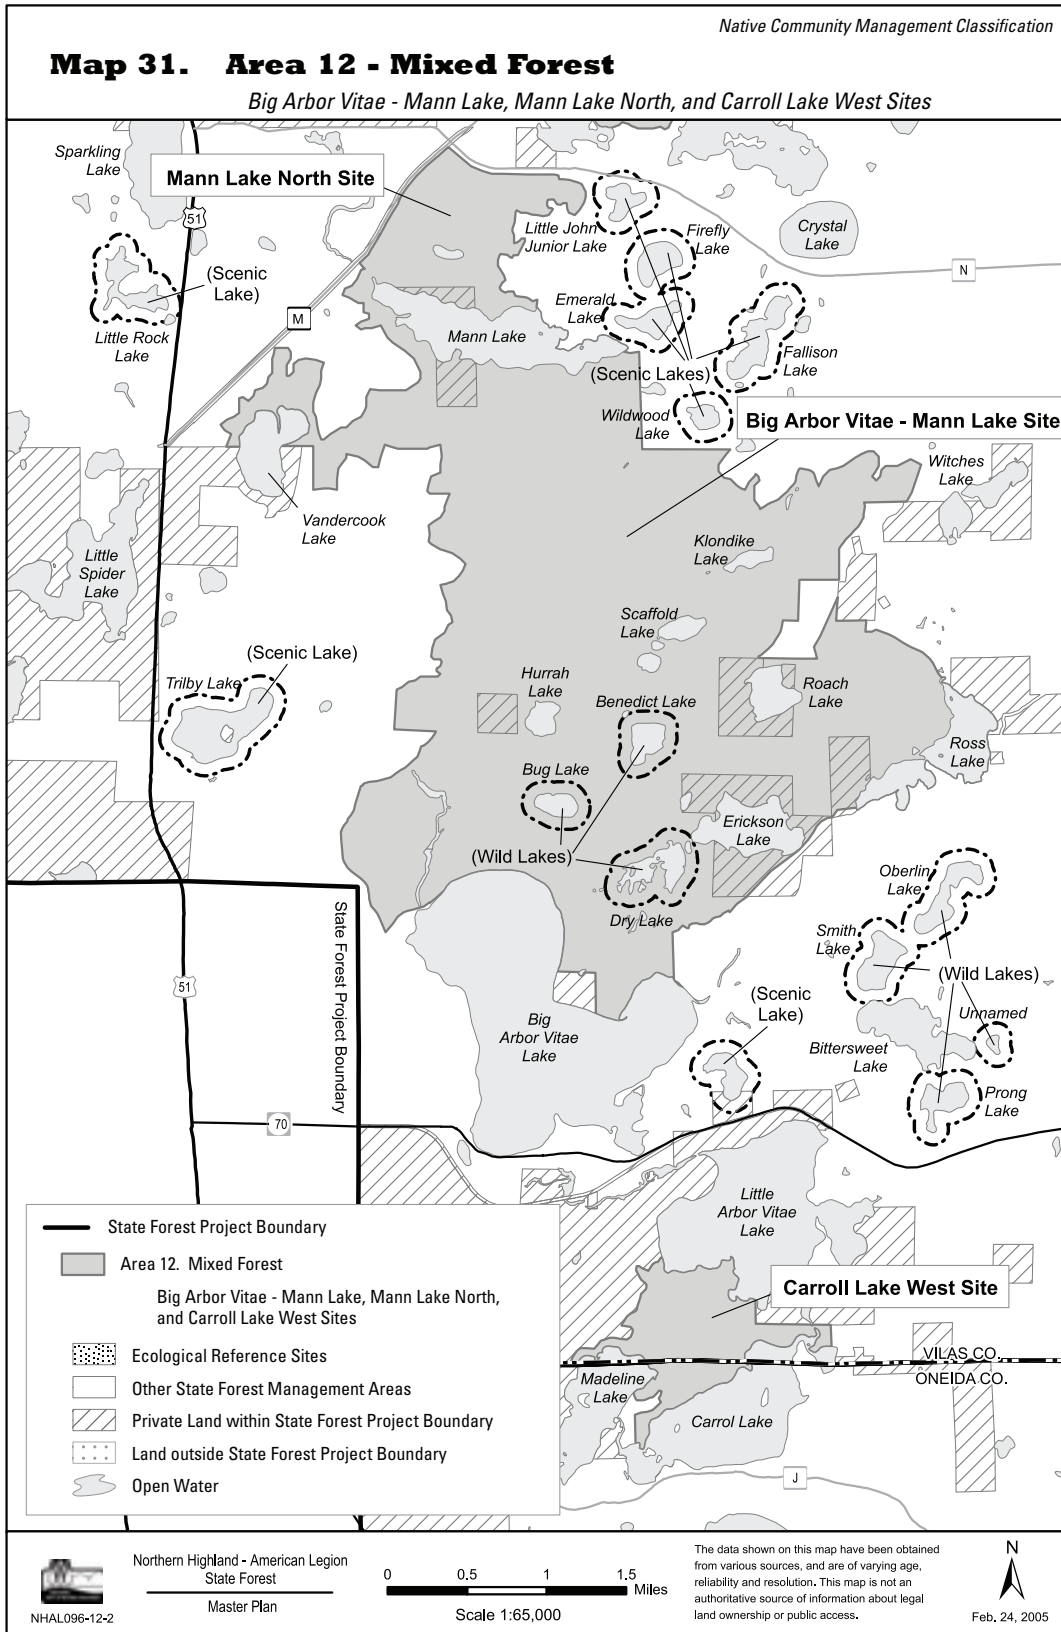 Native Community Management Classification
Map 31. Area 12 - Mixed Forest
Big Arbor Vitae - Mann Lake, Mann Lake North, and Carroll Lake West Sites
Sparkling
Lake
Mann Lake North Site
51
Little John
Junior Lake
Firefly
Lake
Crystal
Lake
N
(Scenic
Lake)
Little Rock
Lake
M
Emerald
Lake
Mann Lake
(Scenic Lakes)
Fallison
Lake
Wildwood
Lake
Big Arbor Vitae - Mann Lake Site
Witches
Lake
Vandercook
Lake
Klondike
Lake
Little
Spider
Lake
Scaffold
Lake
(Scenic Lake)
Trilby Lake
Hurrah
Lake
Benedict Lake
Roach
Lake
Ross
Lake
Bug Lake
Erickson
Lake
(Wild Lakes)
Dry Lake
Oberlin
Lake
Smith
Lake
(Wild Lakes)
Unnamed
State Forest Project Boundary
51
(Scenic
Lake)
Big
Arbor Vitae
Lake
Bittersweet
Lake
Prong
Lake
70
Little
Arbor Vitae
Lake
Carroll Lake West Site
VILAS CO.
ONEIDA CO.
Madeline
Lake
Carrol Lake
J
State Forest Project Boundary
Area 12. Mixed Forest
Big Arbor Vitae - Mann Lake, Mann Lake North,
and Carroll Lake West Sites
Ecological Reference Sites
Other State Forest Management Areas
Private Land within State Forest Project Boundary
Land outside State Forest Project Boundary
Open Water
NHAL096-12-2
Northern Highland - American Legion
State Forest
Master Plan
0 0.5 1 1.5
Miles
Scale 1:65,000
The data shown on this map have been obtained
from various sources, and are of varying age,
reliability and resolution. This map is not an
authoritative source of information about legal
land ownership or public access.
N
Feb. 24, 2005